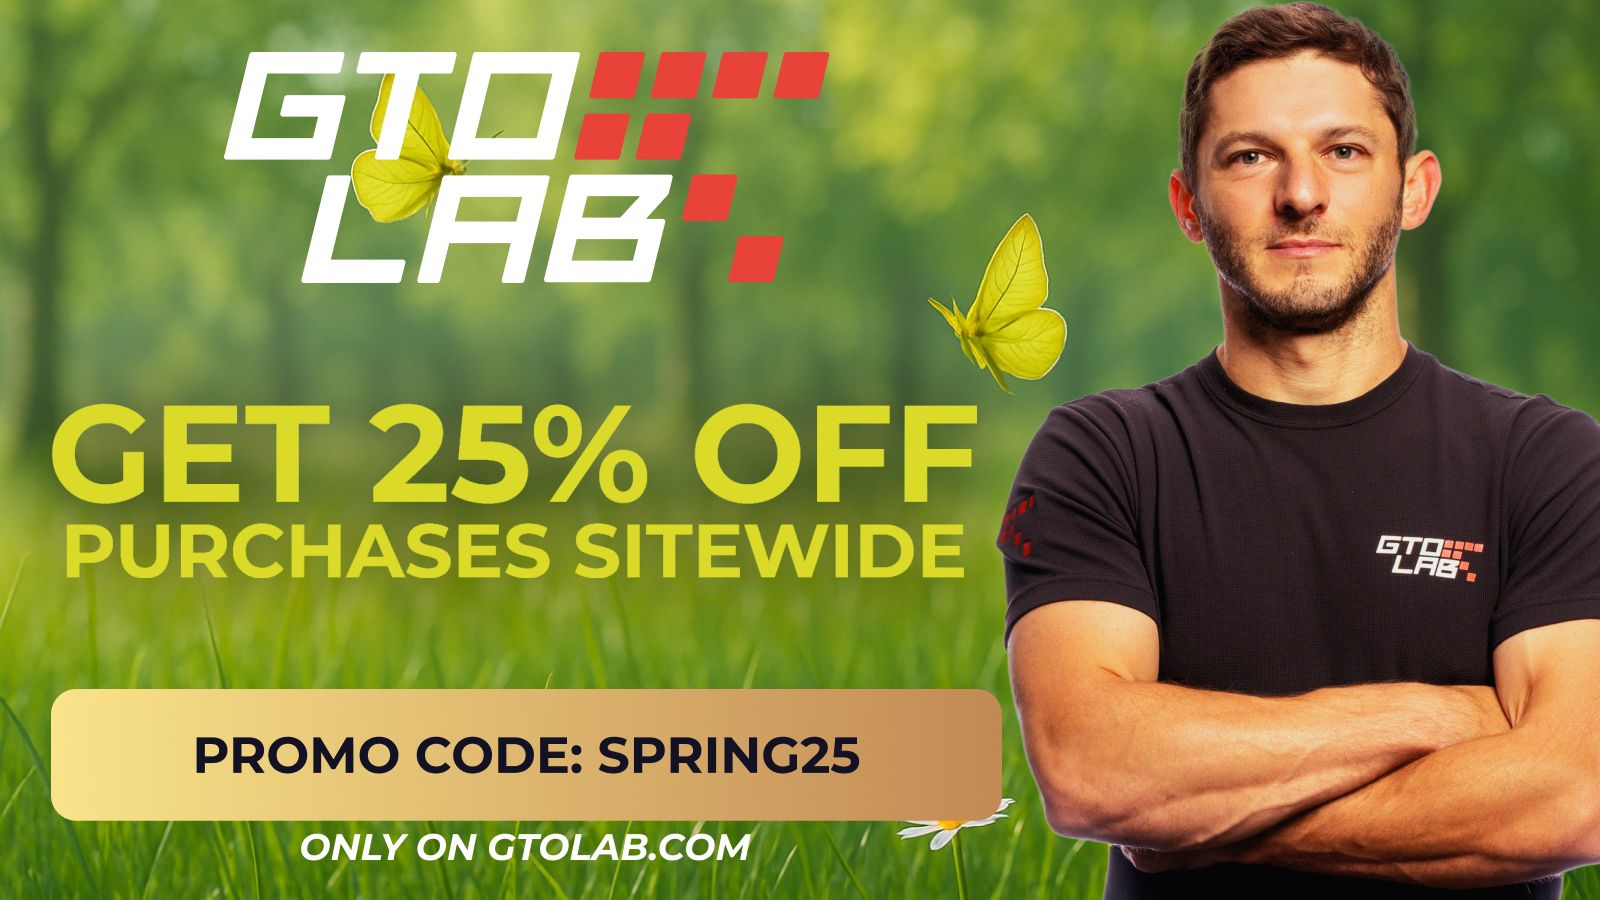 GTO
LAB
GET 25% OFF
PURCHASES SITEWIDE
GTO
LAB
PROMO CODE: SPRING25
ONLY ON GTOLAB.COM